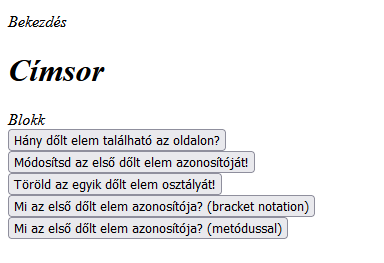 Bekezdés
Címsor
Blokk
Hány dőlt elem található az oldalon?
Módosítsd az első dőlt elem azonosítóját!
Töröld az egyik dőlt elem osztályát!
Mi az első dőlt elem azonosítója? (bracket notation)
Mi az első dőlt elem azonosítója? (metódussal)